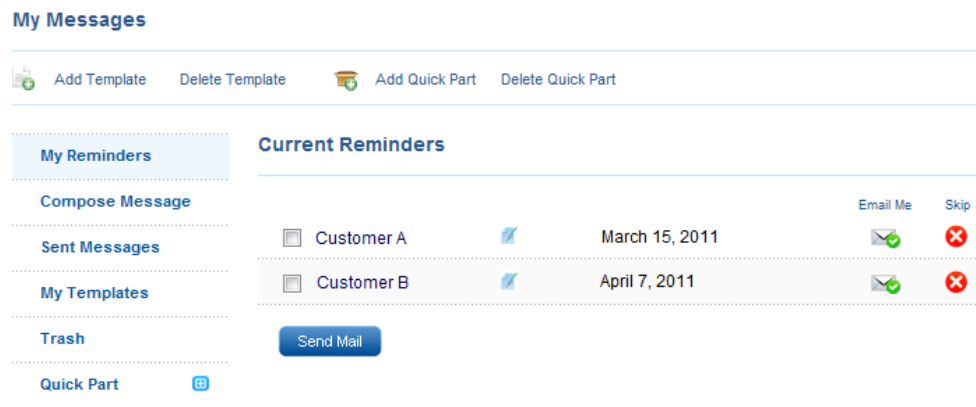 My Messages
Add Template Delete Template Add Quick Part Delete Quick Part
My Reminders
Compose Message
Sent Messages
My Templates
Trash
Quick Part
Current Reminders
Email Me Skip
Customer A March 15, 2011
Customer B April 7, 2011
Send Mail